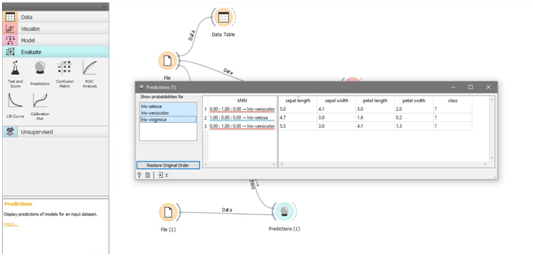 Data
Visualize
Model
Evaluate
Test and Score
Predictions
Confusion Matrix
ROC Analysis
Lift Curve
Calibration Plot
Unsupervised
Predictions
Display predictions of models for an input dataset.
Data
Data Table
File
Data
Predictions (1)
Show probabilities for
Iris-setosa
Iris-versicolor
Iris-virginica
Restore Original Order
3
kNN
sepal length
sepal width
petal length
petal width
class
1 0.00 : 1.00 : 0.00 → Iris-versicolor 5.0 4.1 5.0 2.0 ?
2 1.00 : 0.00 : 0.00 → Iris-setosa 4.7 3.0 1.6 0.2 ?
3 0.00 : 1.00 : 0.00 → Iris-versicolor 5.5 3.0 4.1 1.3 ?
File (1)
Data
Predictions (1)